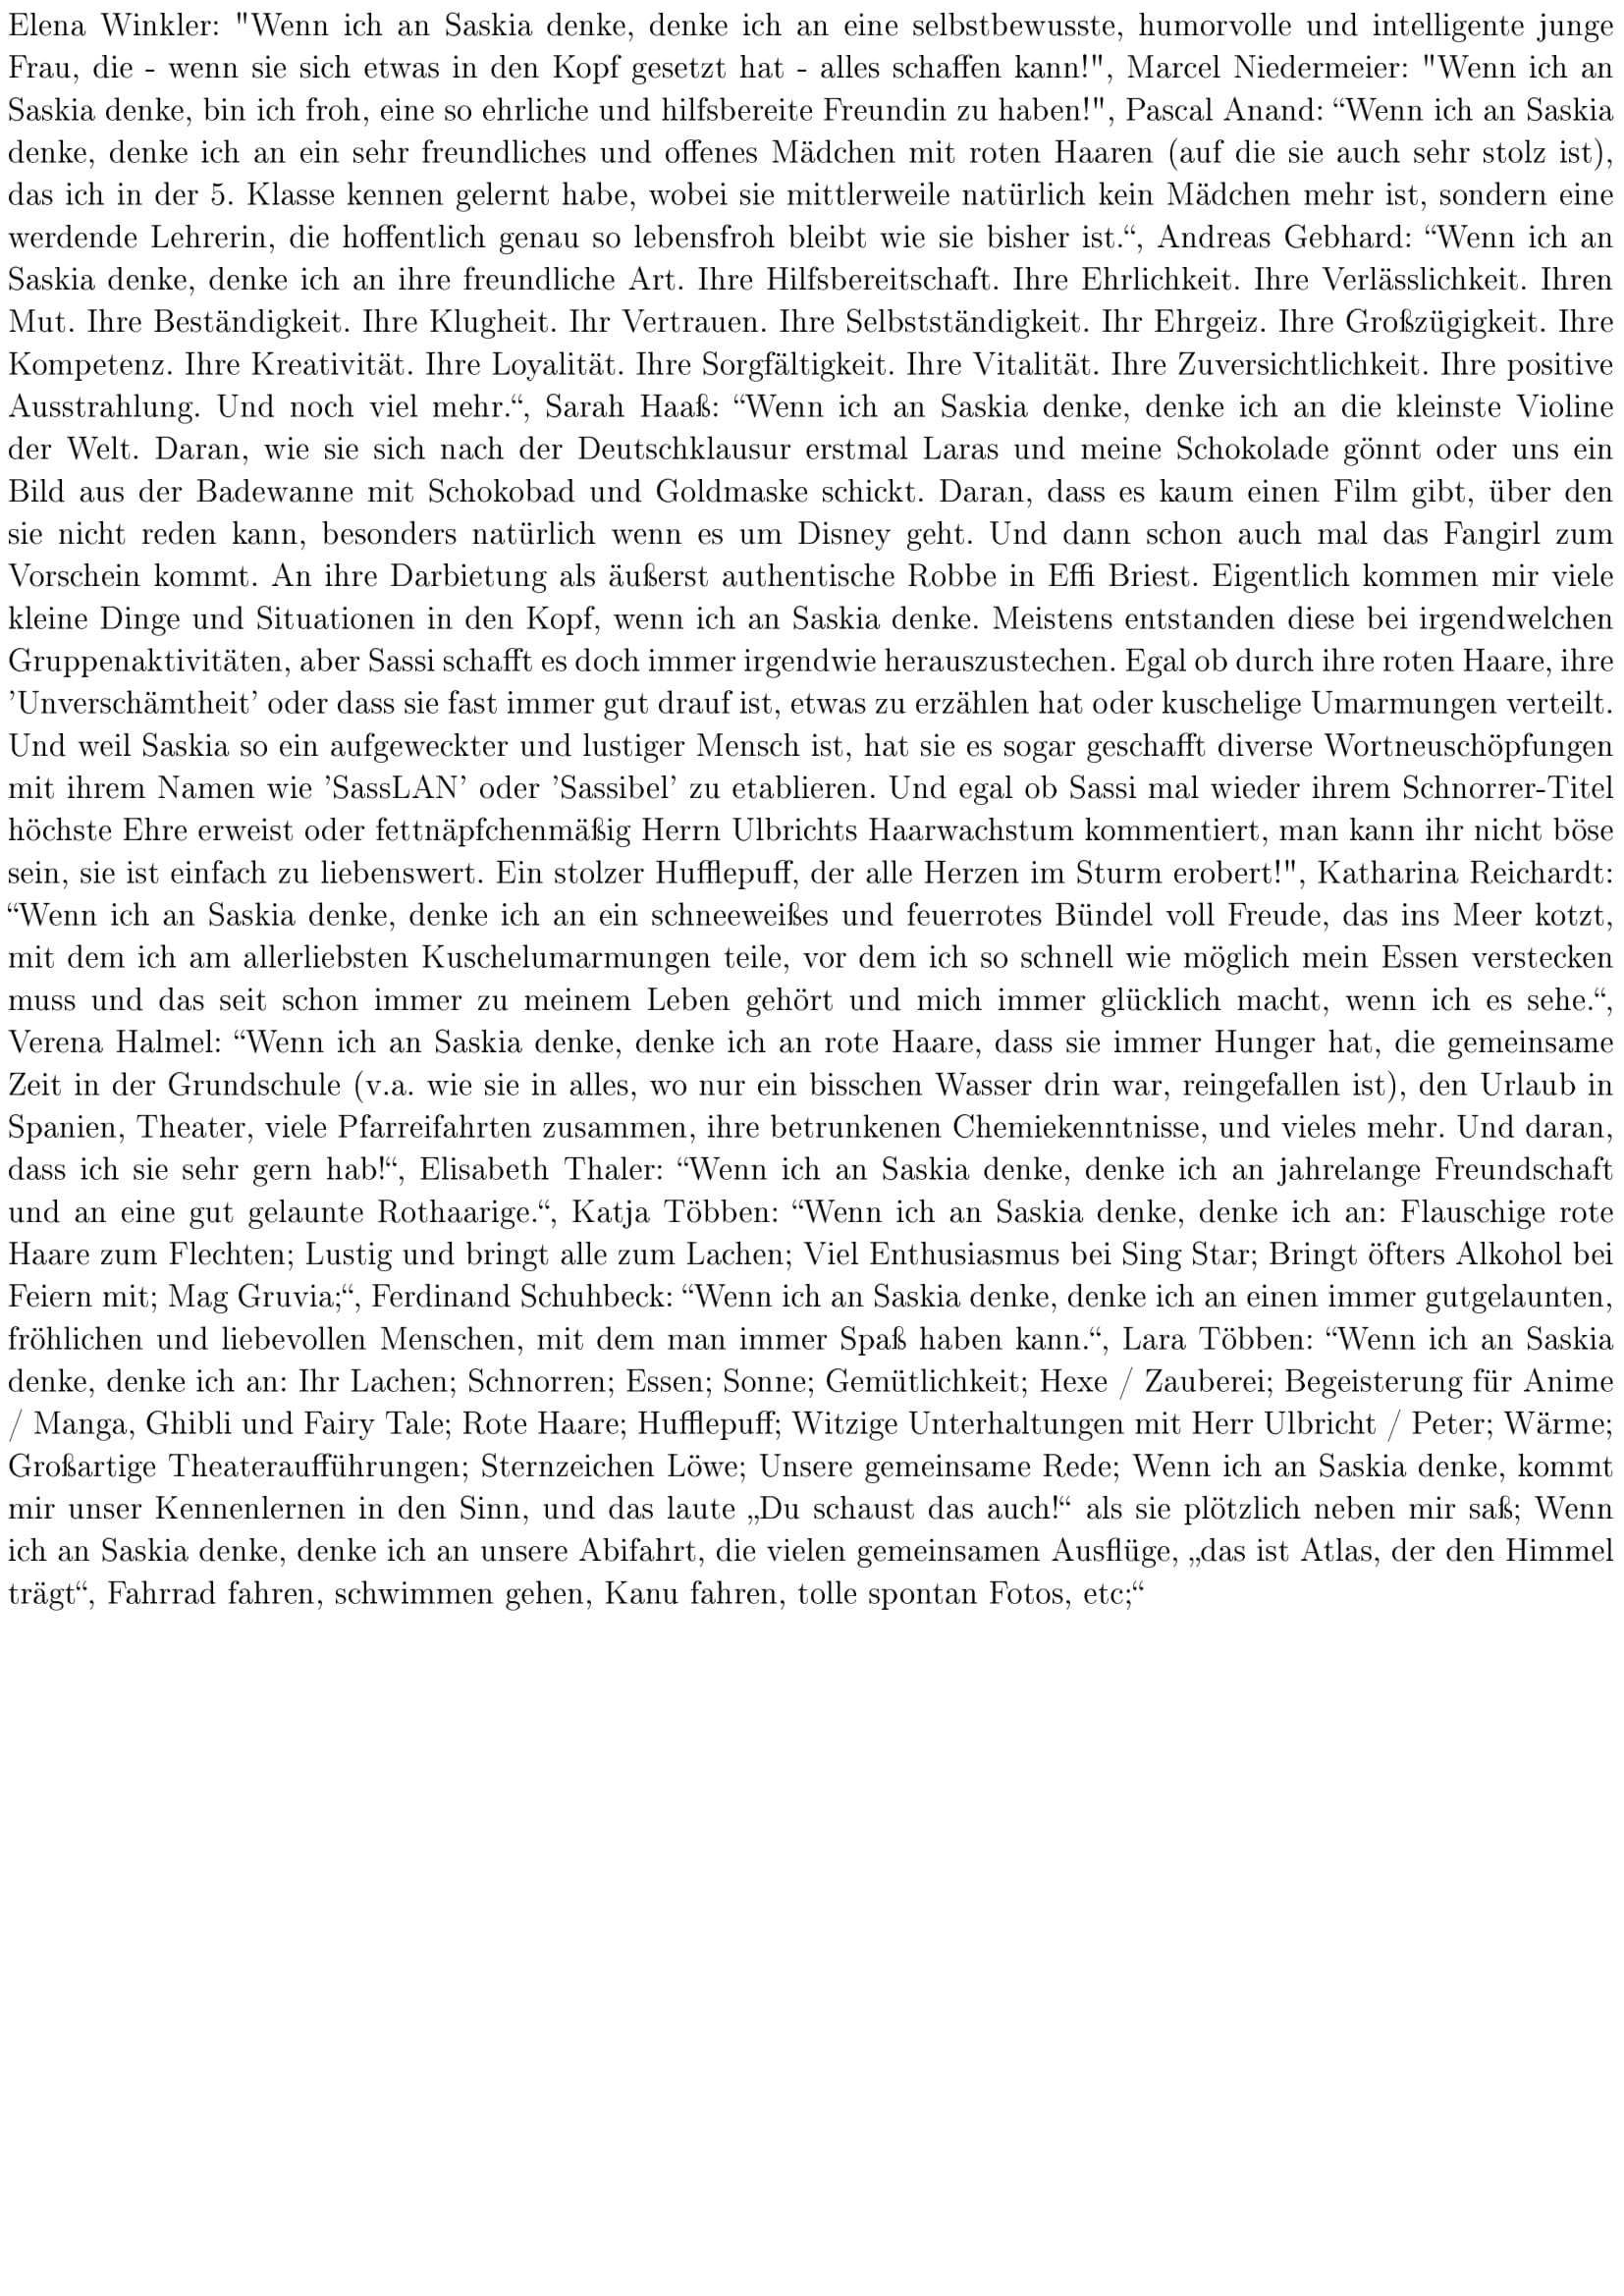 Elena Winkler: "Wenn ich an Saskia denke, denke ich an eine selbstbewusste, humorvolle und intelligente junge
Frau, die - wenn sie sich etwas in den Kopf gesetzt hat - alles schaffen kann!", Marcel Niedermeier: "Wenn ich an
Saskia denke, bin ich froh, eine so ehrliche und hilfsbereite Freundin zu haben!", Pascal Anand: “Wenn ich an Saskia
denke, denke ich an ein sehr freundliches und offenes Mädchen mit roten Haaren (auf die sie auch sehr stolz ist),
das ich in der 5. Klasse kennen gelernt habe, wobei sie mittlerweile natürlich kein Mädchen mehr ist, sondern eine
werdende Lehrerin, die hoffentlich genau so lebensfroh bleibt wie sie bisher ist.“, Andreas Gebhard: “Wenn ich an
Saskia denke, denke ich an ihre freundliche Art. Ihre Hilfsbereitschaft. Ihre Ehrlichkeit. Ihre Verlässlichkeit. Ihren
Mut. Ihre Beständigkeit. Ihre Klugheit. Ihr Vertrauen. Ihre Selbstständigkeit. Ihr Ehrgeiz. Ihre Großzügigkeit. Ihre
Kompetenz. Ihre Kreativität. Ihre Loyalität. Ihre Sorgfältigkeit. Ihre Vitalität. Ihre Zuversichtlichkeit. Ihre positive
Ausstrahlung. Und noch viel mehr.“, Sarah Haaß: “Wenn ich an Saskia denke, denke ich an die kleinste Violine
der Welt. Daran, wie sie sich nach der Deutschklausur erstmal Laras und meine Schokolade gönnt oder uns ein
Bild aus der Badewanne mit Schokobad und Goldmaske schickt. Daran, dass es kaum einen Film gibt, über den
sie nicht reden kann, besonders natürlich wenn es um Disney geht. Und dann schon auch mal das Fangirl zum
Vorschein kommt. An ihre Darbietung als äußerst authentische Robbe in Effi Briest. Eigentlich kommen mir viele
kleine Dinge und Situationen in den Kopf, wenn ich an Saskia denke. Meistens entstanden diese bei irgendwelchen
Gruppenaktivitäten, aber Sassi schafft es doch immer irgendwie herauszustechen. Egal ob durch ihre roten Haare, ihre
’Unverschämtheit’ oder dass sie fast immer gut drauf ist, etwas zu erzählen hat oder kuschelige Umarmungen verteilt.
Und weil Saskia so ein aufgeweckter und lustiger Mensch ist, hat sie es sogar geschafft diverse Wortneuschöpfungen
mit ihrem Namen wie ’SassLAN’ oder ’Sassibel’ zu etablieren. Und egal ob Sassi mal wieder ihrem Schnorrer-Titel
höchste Ehre erweist oder fettnäpfchenmäßig Herrn Ulbrichts Haarwachstum kommentiert, man kann ihr nicht böse
sein, sie ist einfach zu liebenswert. Ein stolzer Hufflepuff, der alle Herzen im Sturm erobert!", Katharina Reichardt:
“Wenn ich an Saskia denke, denke ich an ein schneeweißes und feuerrotes Bündel voll Freude, das ins Meer kotzt,
mit dem ich am allerliebsten Kuschelumarmungen teile, vor dem ich so schnell wie möglich mein Essen verstecken
muss und das seit schon immer zu meinem Leben gehört und mich immer glücklich macht, wenn ich es sehe.“,
Verena Halmel: “Wenn ich an Saskia denke, denke ich an rote Haare, dass sie immer Hunger hat, die gemeinsame
Zeit in der Grundschule (v.a. wie sie in alles, wo nur ein bisschen Wasser drin war, reingefallen ist), den Urlaub in
Spanien, Theater, viele Pfarreifahrten zusammen, ihre betrunkenen Chemiekenntnisse, und vieles mehr. Und daran,
dass ich sie sehr gern hab!“, Elisabeth Thaler: “Wenn ich an Saskia denke, denke ich an jahrelange Freundschaft
und an eine gut gelaunte Rothaarige.“, Katja Többen: “Wenn ich an Saskia denke, denke ich an: Flauschige rote
Haare zum Flechten; Lustig und bringt alle zum Lachen; Viel Enthusiasmus bei Sing Star; Bringt öfters Alkohol bei
Feiern mit; Mag Gruvia;“, Ferdinand Schuhbeck: “Wenn ich an Saskia denke, denke ich an einen immer gutgelaunten,
fröhlichen und liebevollen Menschen, mit dem man immer Spaß haben kann.“, Lara Többen: “Wenn ich an Saskia
denke, denke ich an: Ihr Lachen; Schnorren; Essen; Sonne; Gemütlichkeit; Hexe / Zauberei; Begeisterung für Anime
/ Manga, Ghibli und Fairy Tale; Rote Haare; Hufflepuff; Witzige Unterhaltungen mit Herr Ulbricht / Peter; Wärme;
Großartige Theateraufführungen; Sternzeichen Löwe; Unsere gemeinsame Rede; Wenn ich an Saskia denke, kommt
mir unser Kennenlernen in den Sinn, und das laute „Du schaust das auch!“ als sie plötzlich neben mir saß; Wenn
ich an Saskia denke, denke ich an unsere Abifahrt, die vielen gemeinsamen Ausflüge, „das ist Atlas, der den Himmel
trägt“, Fahrrad fahren, schwimmen gehen, Kanu fahren, tolle spontan Fotos, etc;“